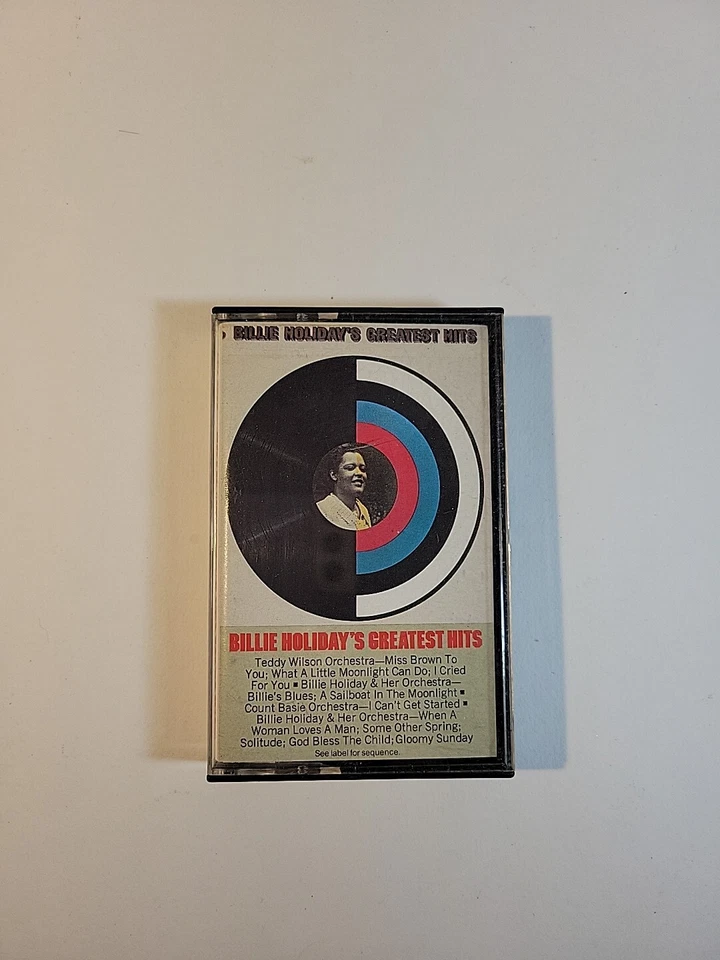 BILLIE HOLIDAY'S GREATEST HITS
BILLIE HOLIDAY'S GREATEST HITS
Teddy Wilson Orchestra—Miss Brown To
You; What A Little Moonlight Can Do; I Cried
For You ▪ Billie Holiday & Her Orchestra—
Billie's Blues; A Sailboat In The Moonlight ▪
Count Basie Orchestra—I Can't Get Started ▪
Billie Holiday & Her Orchestra—When A
Woman Loves A Man; Some Other Spring;
Solitude; God Bless The Child; Gloomy Sunday
See label for sequence.